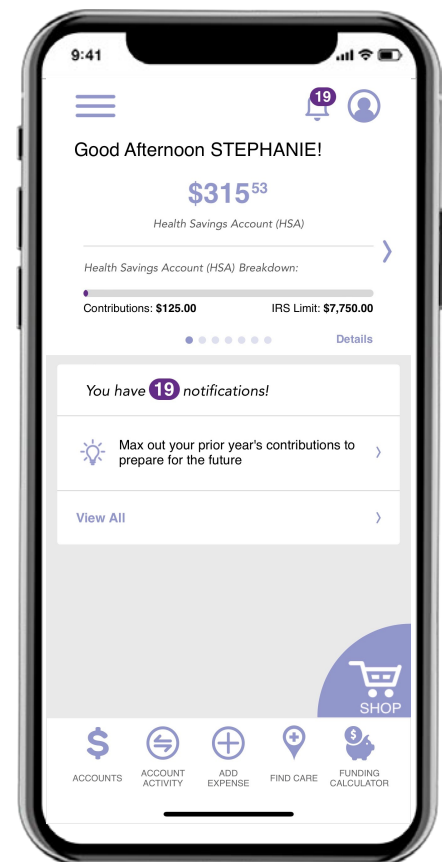 9:41
19
Good Afternoon STEPHANIE!
$315 53
Health Savings Account (HSA)
Health Savings Account (HSA) Breakdown:
Contributions: $125.00 IRS Limit: $7,750.00
Details
You have 19 notifications!
Max out your prior year's contributions to
prepare for the future
View All
SHOP
$
ACCOUNTS
ACCOUNT
ACTIVITY
ADD
EXPENSE
FIND CARE
$
FUNDING
CALCULATOR